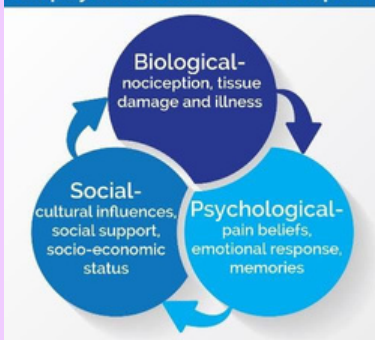 Biological-
nociception, tissue
damage and illness
Social-
cultural influences,
social support,
socio-economic
status
Psychological-
pain beliefs,
emotional response,
memories